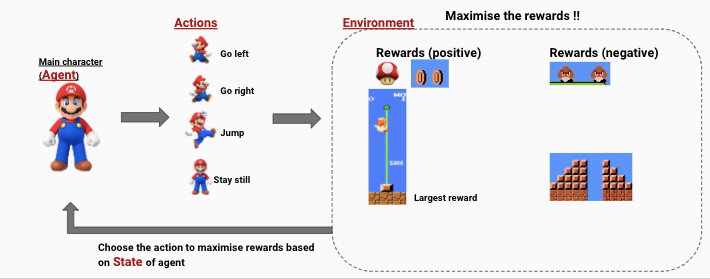 Maximise the rewards !!
Actions
Environment
Main character
(Agent)
Go left
Go right
Jump
Stay still
Rewards (positive)
Rewards (negative)
Largest reward
Choose the action to maximise rewards based
on State of agent